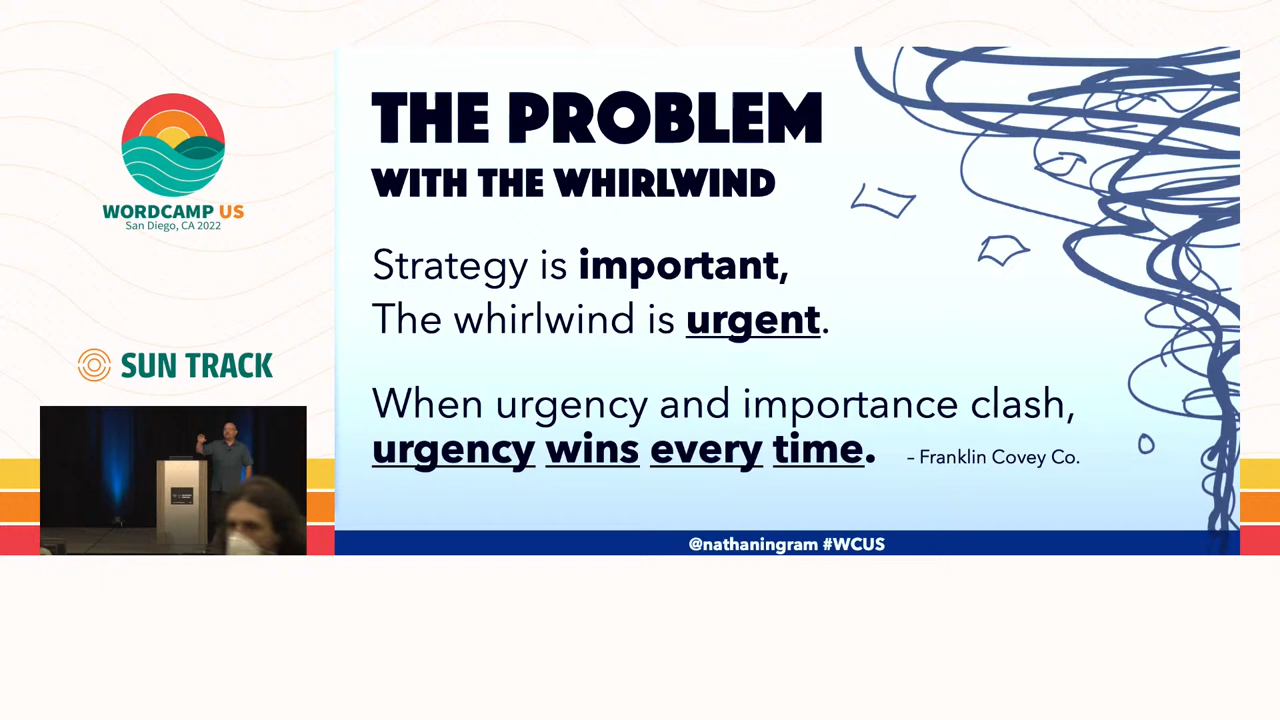 WORDCAMP US
San Diego, CA 2022
SUN TRACK
THE PROBLEM
WITH THE WHIRLWIND
Strategy is important,
The whirlwind is urgent.
When urgency and importance clash,
urgency wins every time. – Franklin Covey Co.
@nathaningram #WCUS